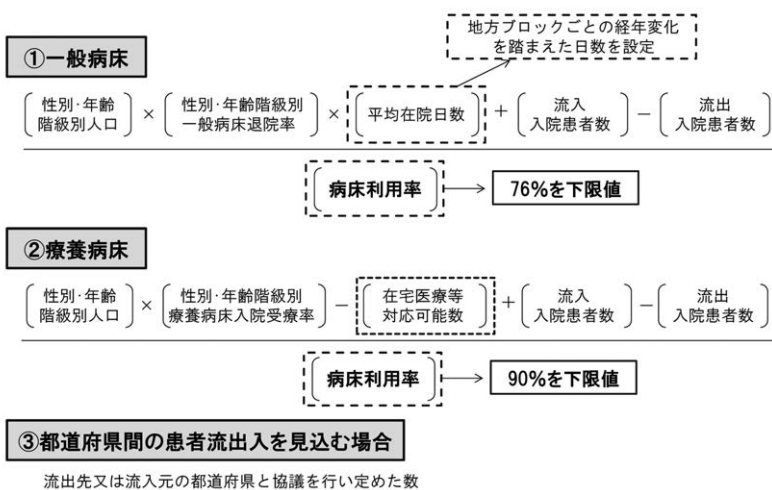 地方ブロックごとの経年変化
を踏まえた日数を設定
①一般病床
性別・年齢 性別・年齢階級別 流入 流出
階級別人口 × 一般病床退院率 × 平均在院日数 + 入院患者数 － 入院患者数
病床利用率 → 76%を下限値
②療養病床
性別・年齢 性別・年齢階級別 在宅医療等 流入 流出
階級別人口 × 療養病床入院受療率 － 対応可能数 + 入院患者数 － 入院患者数
病床利用率 → 90%を下限値
③都道府県間の患者流出入を見込む場合
流出先又は流入元の都道府県と協議を行い定めた数